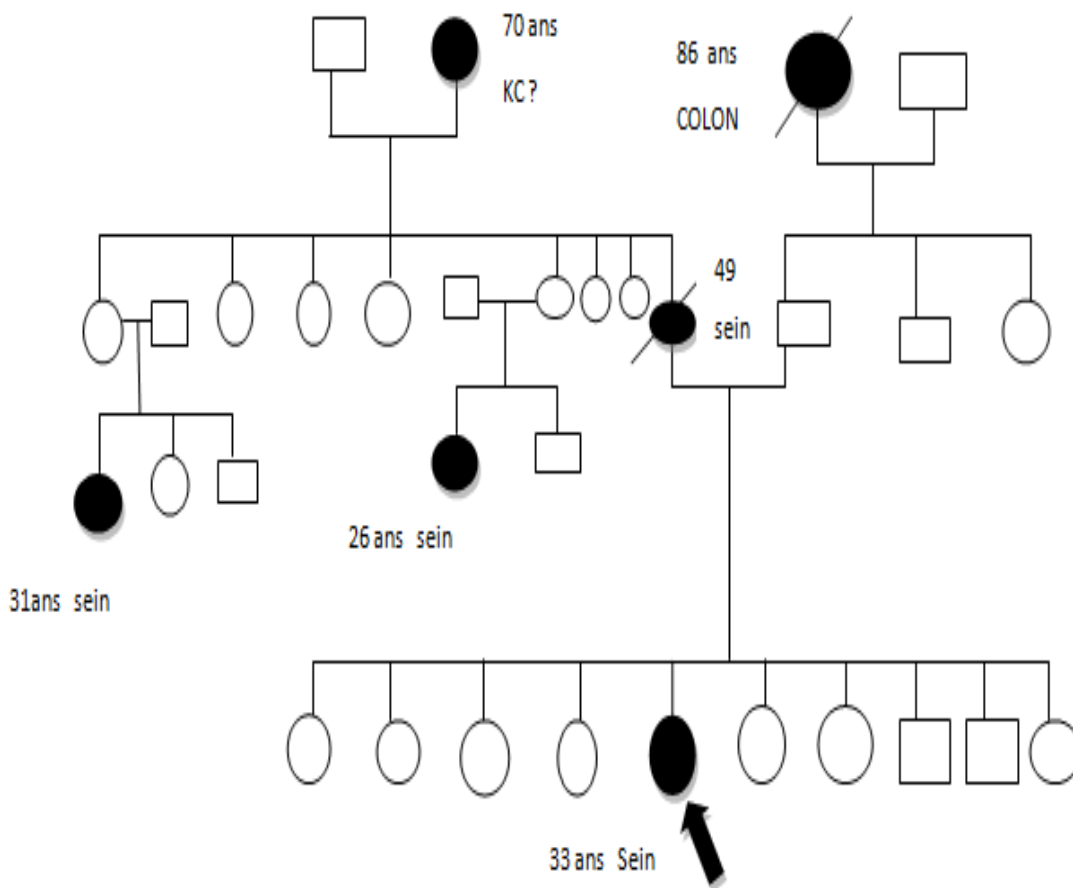 70 ans
KC ?
86 ans
COLON
49
sein
26 ans sein
31ans sein
33 ans Sein